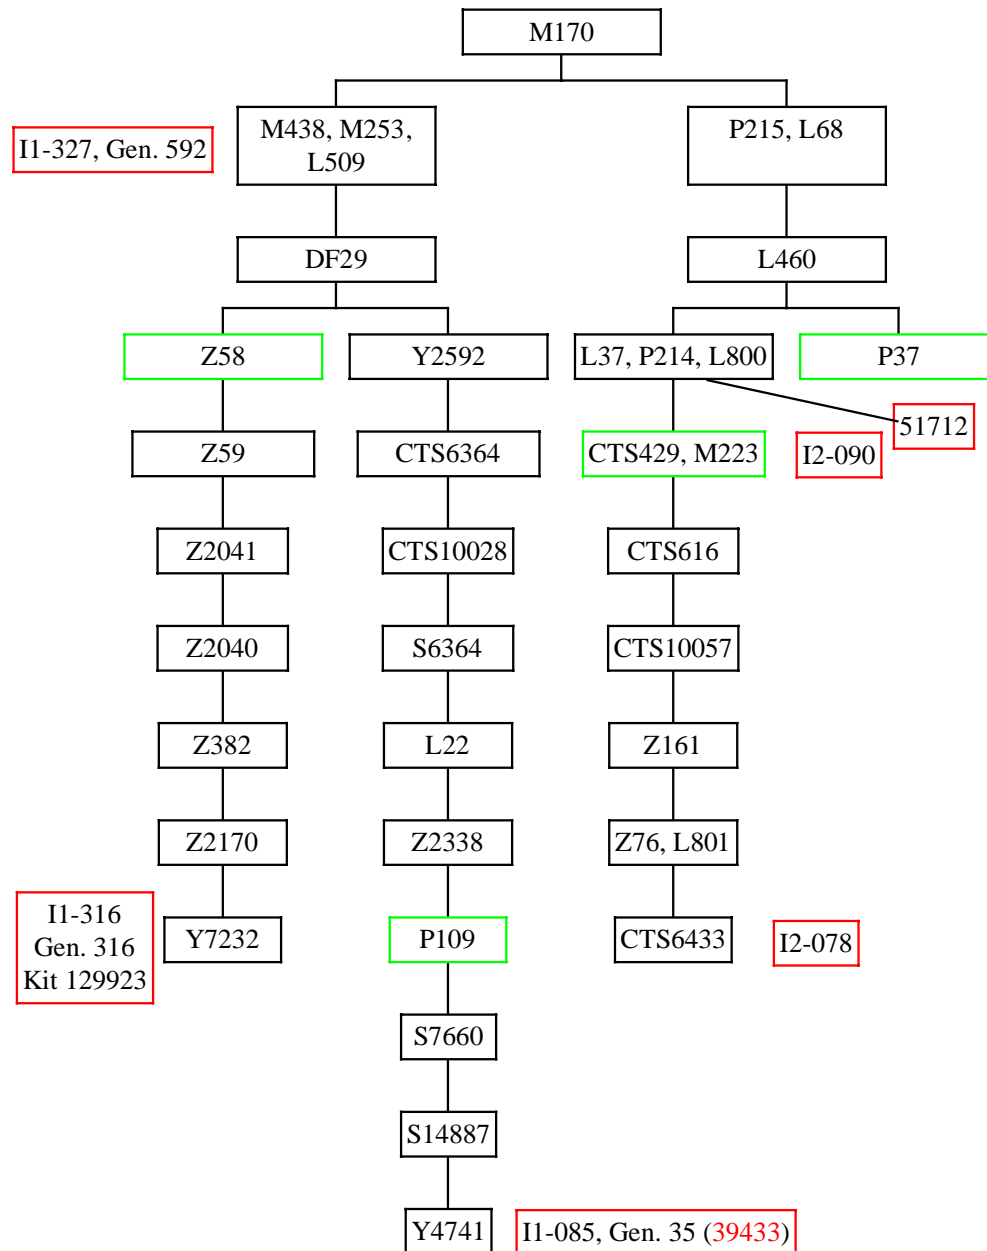 M170
I1-327, Gen. 592
M438, M253,
L509
P215, L68
DF29
L460
Z58
Y2592
L37, P214, L800
P37
51712
Z59
CTS6364
CTS429, M223
I2-090
Z2041
CTS10028
CTS616
Z2040
S6364
CTS10057
Z382
L22
Z161
Z2170
Z2338
Z76, L801
I1-316
Gen. 316
Kit 129923
Y7232
P109
CTS6433
I2-078
S7660
S14887
Y4741
I1-085, Gen. 35 (39433)